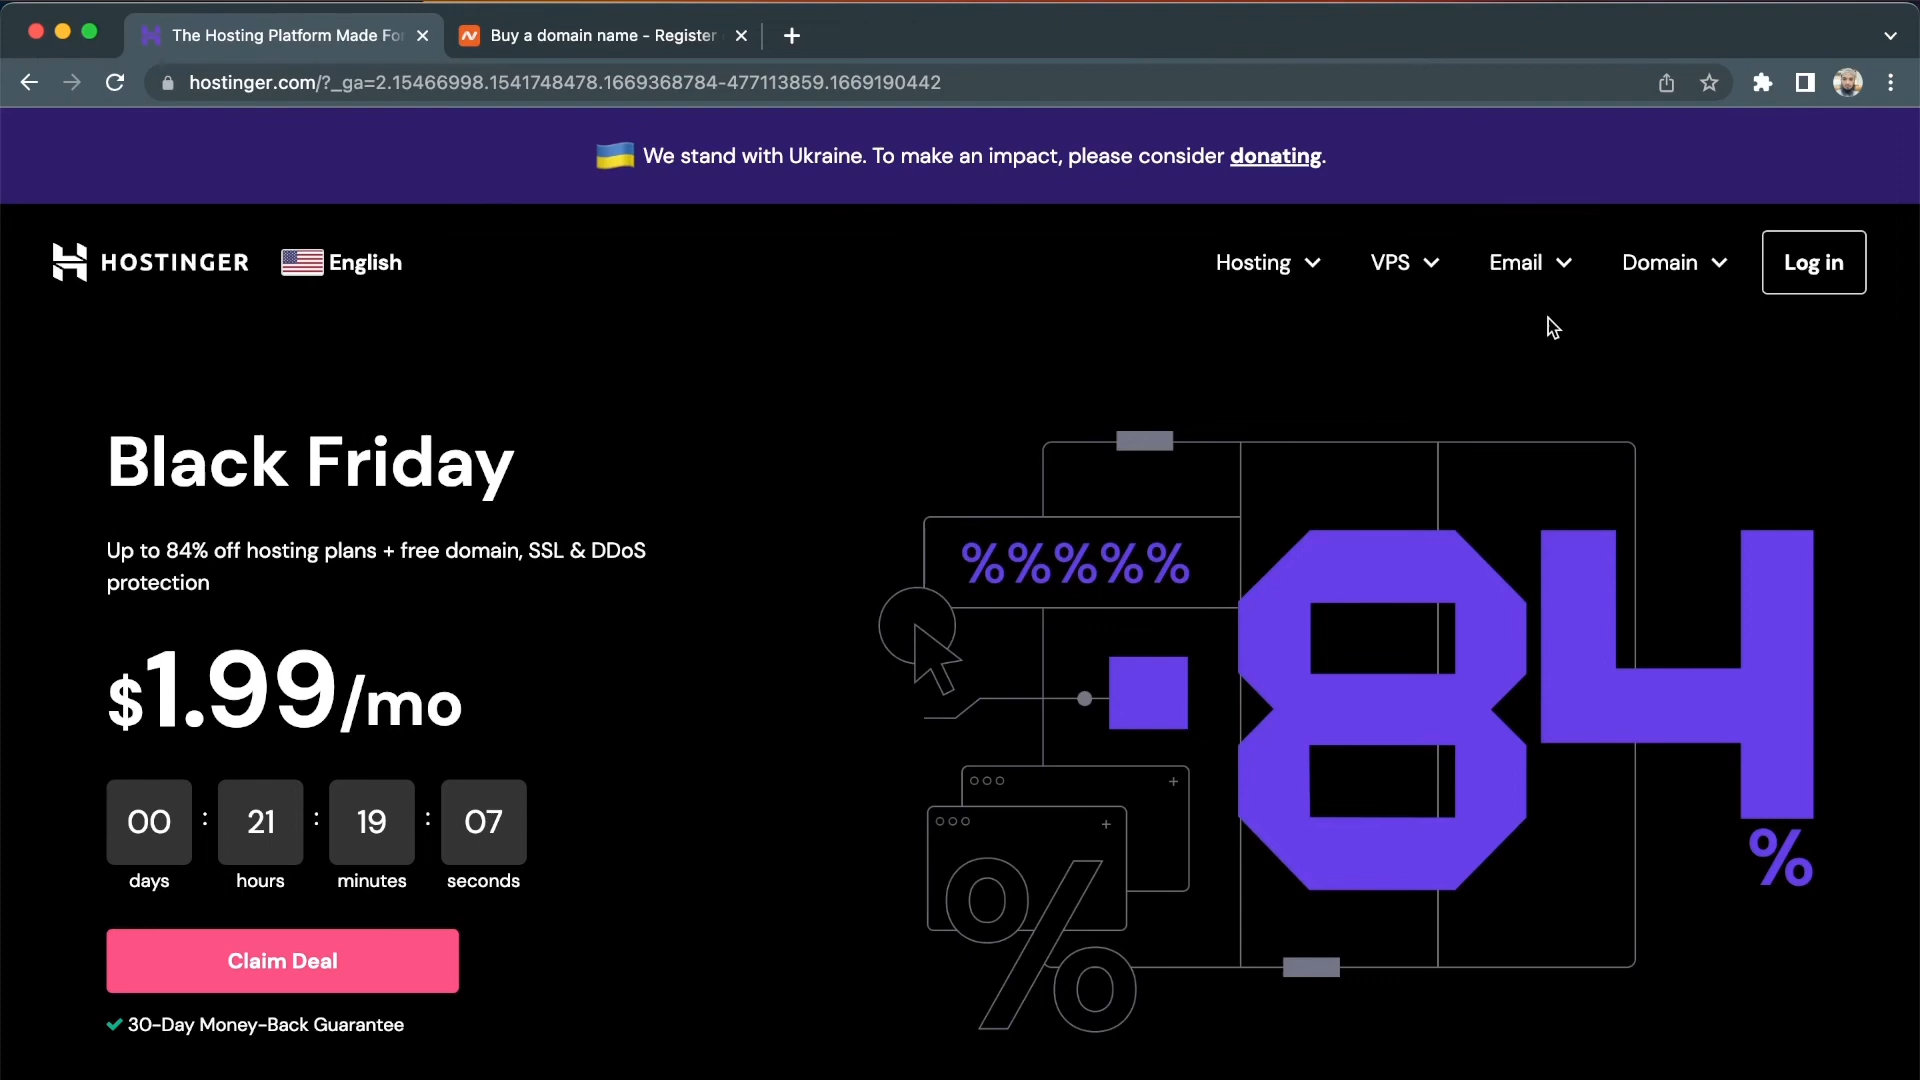 The Hosting Platform Made For
Buy a domain name - Register
hostinger.com/?_ga=2.15466998.1541748478.1669368784-477113859.1669190442
We stand with Ukraine. To make an impact, please consider donating.
HOSTINGER
English
Hosting
VPS
Email
Domain
Log in
Black Friday
Up to 84% off hosting plans + free domain, SSL & DDoS
protection
$1.99/mo
00 : 21 : 19 : 07
days hours minutes seconds
Claim Deal
30-Day Money-Back Guarantee
%%%%%
-84
%
%